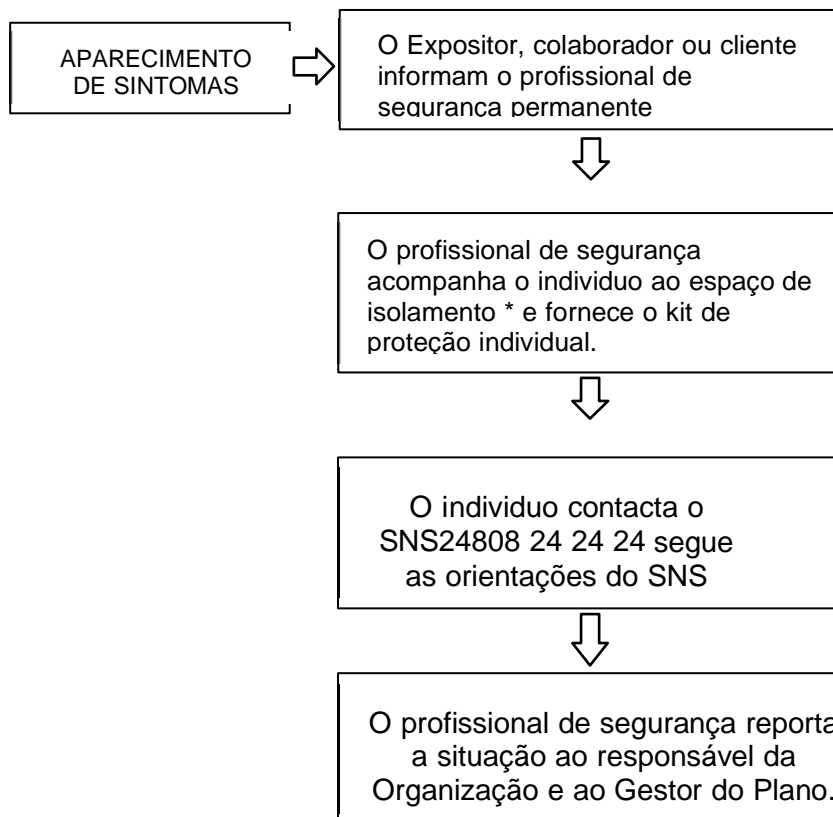 APARECIMENTO
DE SINTOMAS
O Expositor, colaborador ou cliente
informam o profissional de
segurança permanente
O profissional de segurança
acompanha o individuo ao espaço de
isolamento * e fornece o kit de
proteção individual.
O individuo contacta o
SNS24808 24 24 24 segue
as orientações do SNS
O profissional de segurança reporta
a situação ao responsável da
Organização e ao Gestor do Plano.